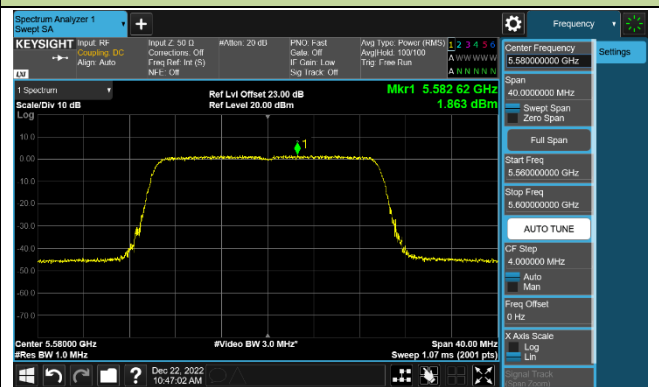 Spectrum Analyzer 1
Swept SA
Frequency
KEYSIGHT
Input: RF
Coupling: DC
Align: Auto
Input Z: 50 Ω
Corrections: Off
Freq Ref: Int (S)
NFE: Off
#Atten: 20 dB
PNO: Fast
Gate: Off
IF Gain: Low
Sig Track: Off
Avg Type: Power (RMS)
Avg|Hold: 100/100
Trig: Free Run
1 2 3 4 5 6
A W W W W W
A N N N N N
LXI
Center Frequency
5.580000000 GHz
Settings
Span
40.0000000 MHz
Swept Span
Zero Span
Full Span
Start Freq
5.560000000 GHz
Stop Freq
5.600000000 GHz
AUTO TUNE
CF Step
4.000000 MHz
Auto
Man
Freq Offset
0 Hz
X Axis Scale
Log
Lin
Signal Track
(Span Zoom)
1 Spectrum
Scale/Div 10 dB
Log
Ref Lvl Offset 23.00 dB
Ref Level 20.00 dBm
Mkr1 5.582 62 GHz
1.863 dBm
1
10.0
0.00
-10.0
-20.0
-30.0
-40.0
-50.0
-60.0
-70.0
Center 5.58000 GHz
#Res BW 1.0 MHz
#Video BW 3.0 MHz*
Span 40.00 MHz
Sweep 1.07 ms (2001 pts)
Dec 22, 2022
10:47:02 AM